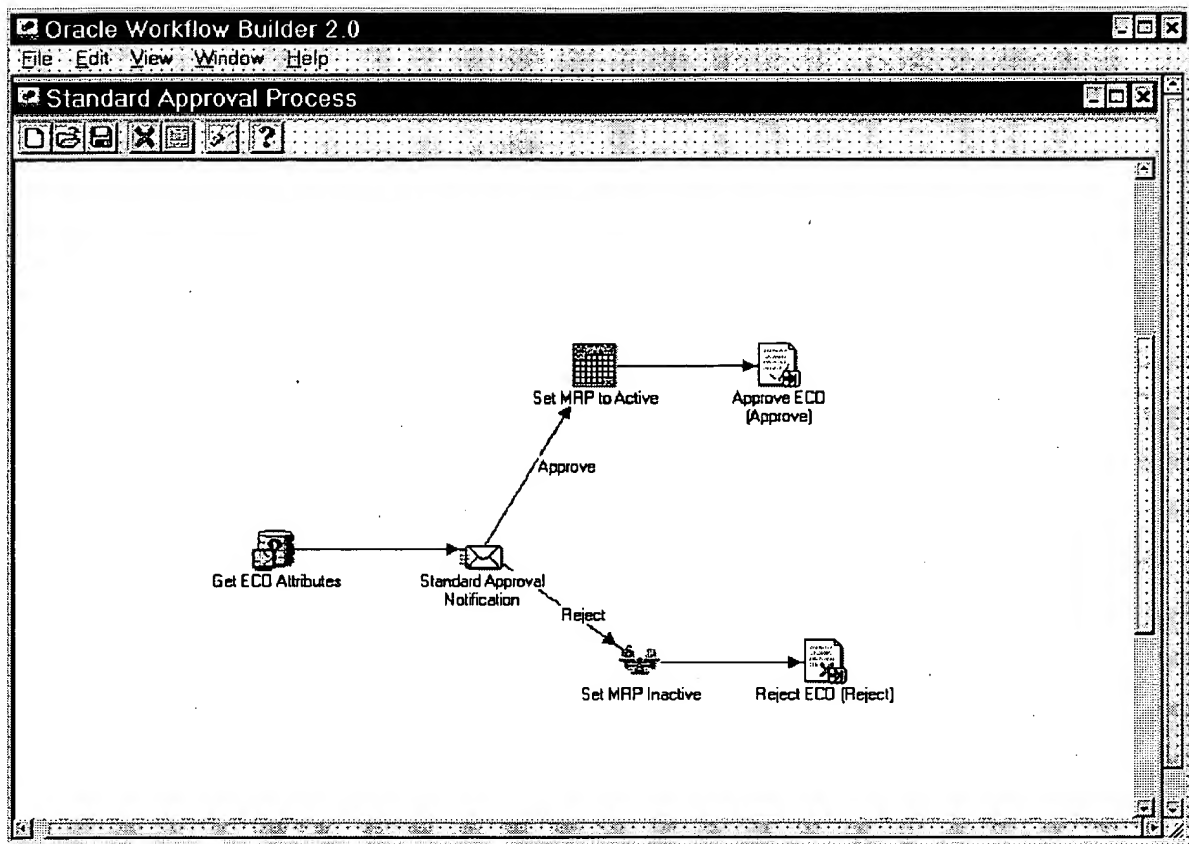 Oracle Workflow Builder 2.0
File Edit View Window Help
Standard Approval Process
?
Set MRP to Active
Approve ECO
(Approve)
Approve
Get ECO Attributes
Standard Approval
Notification
Reject
Set MRP Inactive
Reject ECO (Reject)